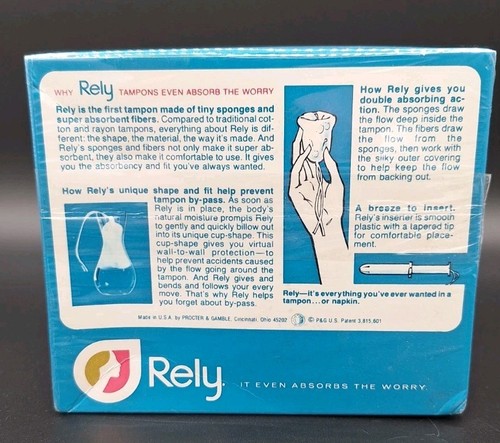 WHY Rely TAMPONS EVEN ABSORB THE WORRY
Rely is the first tampon made of tiny sponges and
super absorbent fibers. Compared to traditional cot-
ton and rayon tampons, everything about Rely is dif-
ferent: the shape, the material, the way it's made. And
Rely's sponges and fibers not only make it super ab-
sorbent, they also make it comfortable to use. It gives
you the absorbency and fit you've always wanted.
How Rely's unique shape and fit help prevent
tampon by-pass. As soon as
Rely is in place, the body's
natural moisture prompts Rely
to gently and quickly billow out
into its unique cup-shape. This
cup-shape gives you virtual
wall-to-wall protection—to
help prevent accidents caused
by the flow going around the
tampon. And Rely gives and
bends and follows your every
move. That's why Rely helps
you forget about by-pass.
How Rely gives you
double absorbing ac-
tion. The sponges draw
the flow deep inside the
tampon. The fibers draw
the flow from the
sponges, then work with
the silky outer covering
to help keep the flow
from backing out.
A breeze to insert.
Rely's inserter is smooth
plastic with a tapered tip
for comfortable place-
ment.
Rely—it's everything you've ever wanted in a
tampon...or napkin.
Made in U.S.A. by PROCTER & GAMBLE, Cincinnati, Ohio 45202 © P&G U.S. Patent 3,815,601
Rely. IT EVEN ABSORBS THE WORRY.